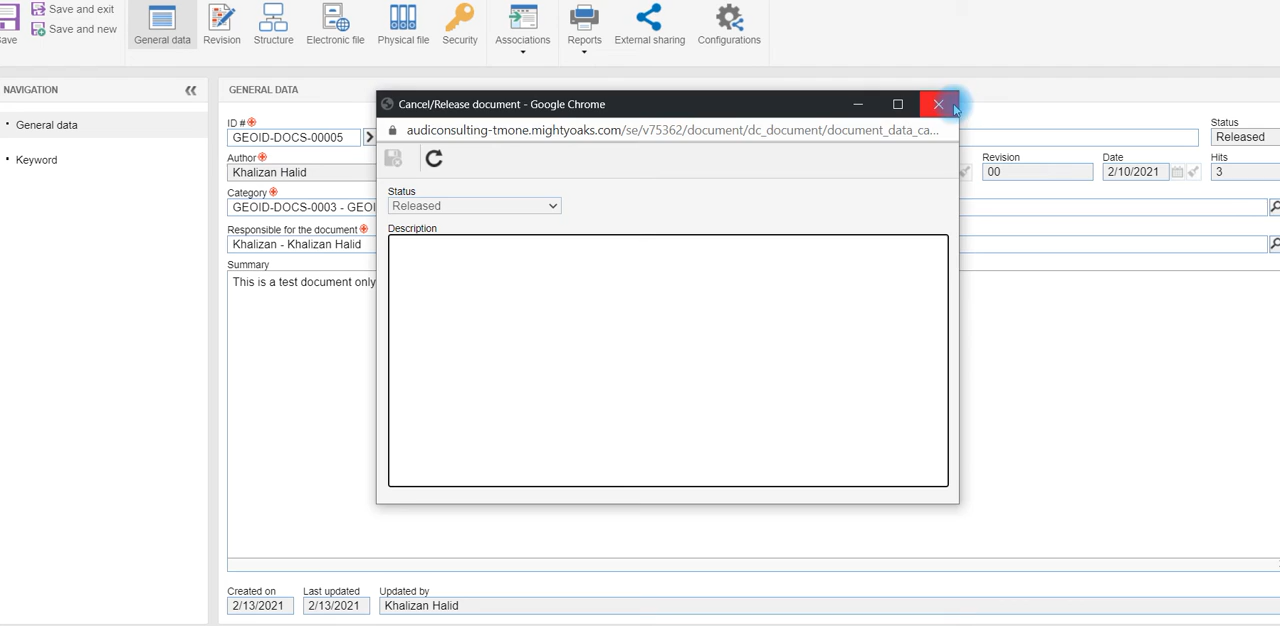 Save and exit
Save and new
General data
Revision
Structure
Electronic file
Physical file
Security
Associations
Reports
External sharing
Configurations
NAVIGATION
General data
Keyword
GENERAL DATA
ID #
GEOID-DOCS-00005
Status
Released
Author
Khalizan Halid
Revision
00
Date
2/10/2021
Hits
3
Category
GEOID-DOCS-0003 - GEOI
Responsible for the document
Khalizan - Khalizan Halid
Summary
This is a test document only
Cancel/Release document - Google Chrome
audiconsulting-tmone.mightyoaks.com/se/v75362/document/dc_document/document_data_ca...
Status
Released
Description
Created on
2/13/2021
Last updated
2/13/2021
Updated by
Khalizan Halid